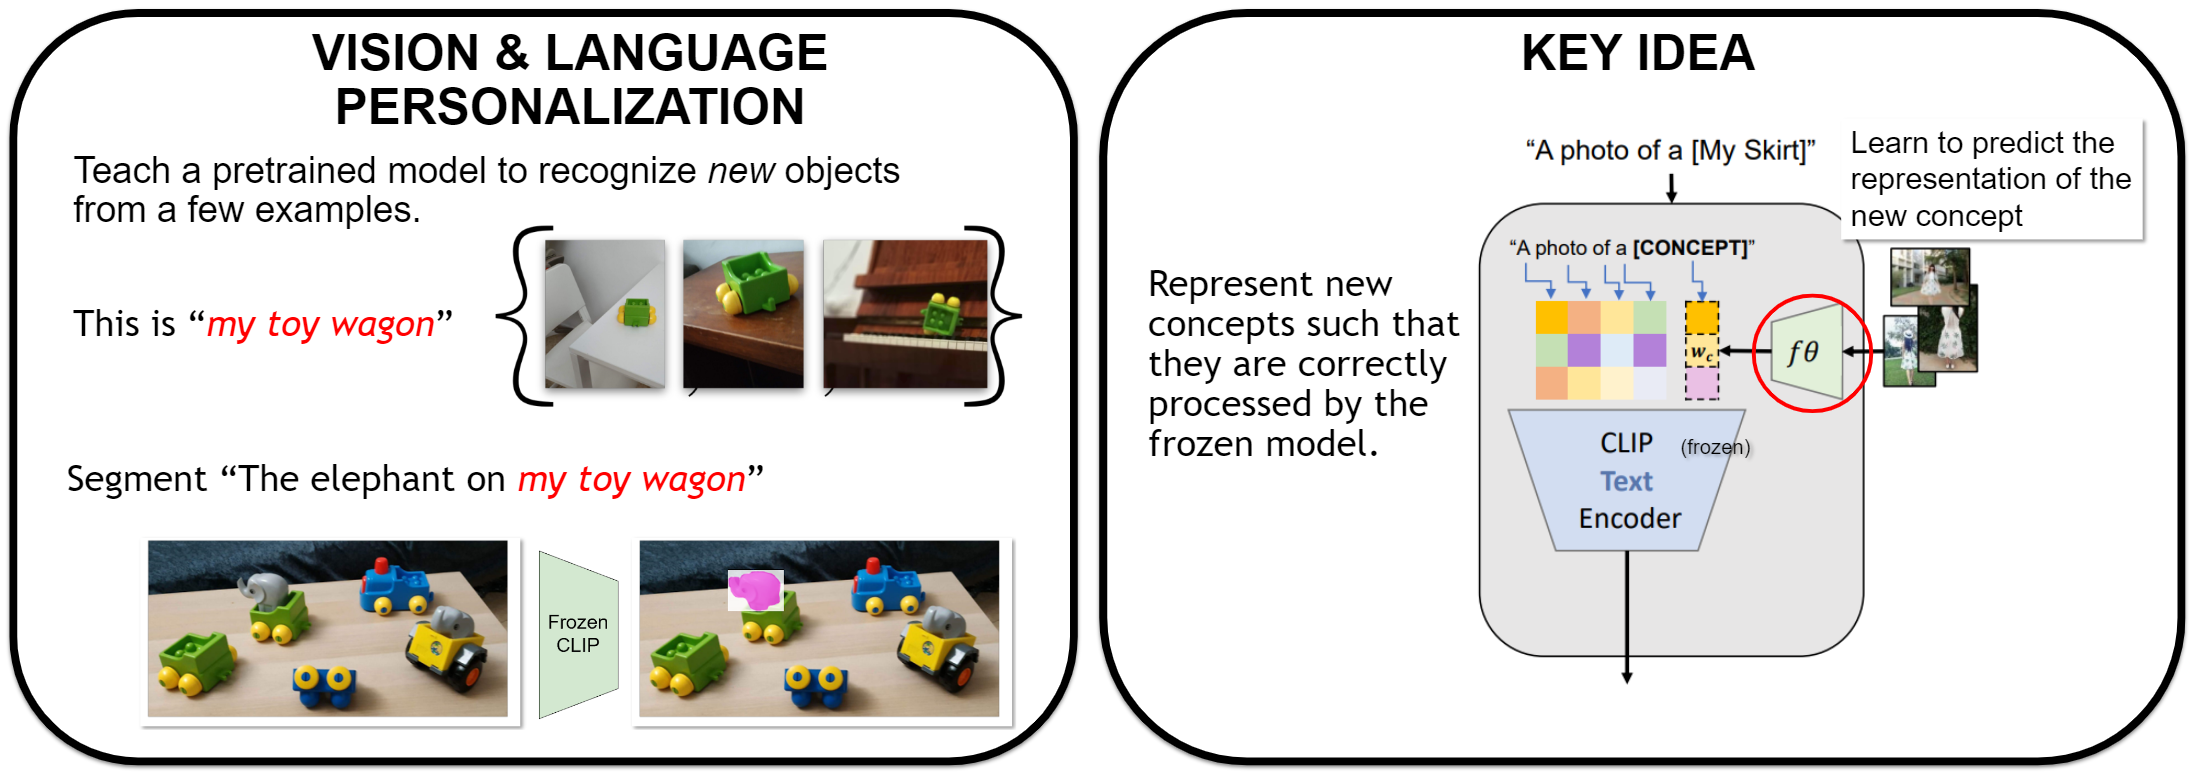 VISION & LANGUAGE
PERSONALIZATION
Teach a pretrained model to recognize new objects
from a few examples.
This is “my toy wagon”
, ,
Segment “The elephant on my toy wagon”
Frozen
CLIP
KEY IDEA
Represent new
concepts such that
they are correctly
processed by the
frozen model.
“A photo of a [My Skirt]”
Learn to predict the
representation of the
new concept
“A photo of a [CONCEPT]”
w_c
fθ
CLIP (frozen)
Text
Encoder